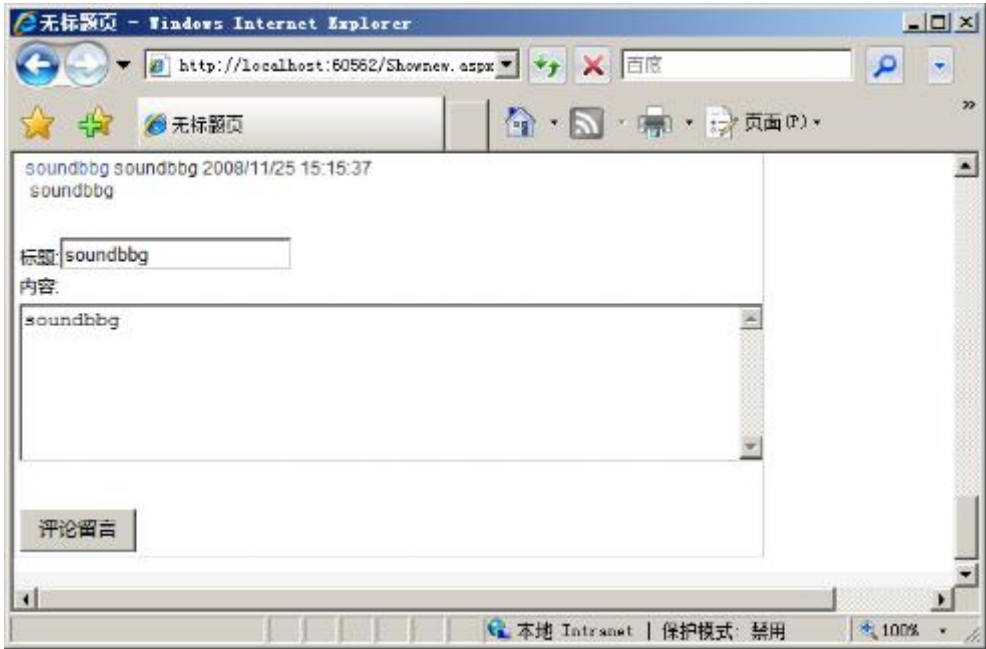 无标题页 - Windows Internet Explorer
http://localhost:60562/Shownew.aspx
百度
无标题页
页面(P)
soundbbg soundbbg 2008/11/25 15:15:37
soundbbg
标题:soundbbg
内容:
soundbbg
评论留言
本地 Intranet | 保护模式: 禁用
100%